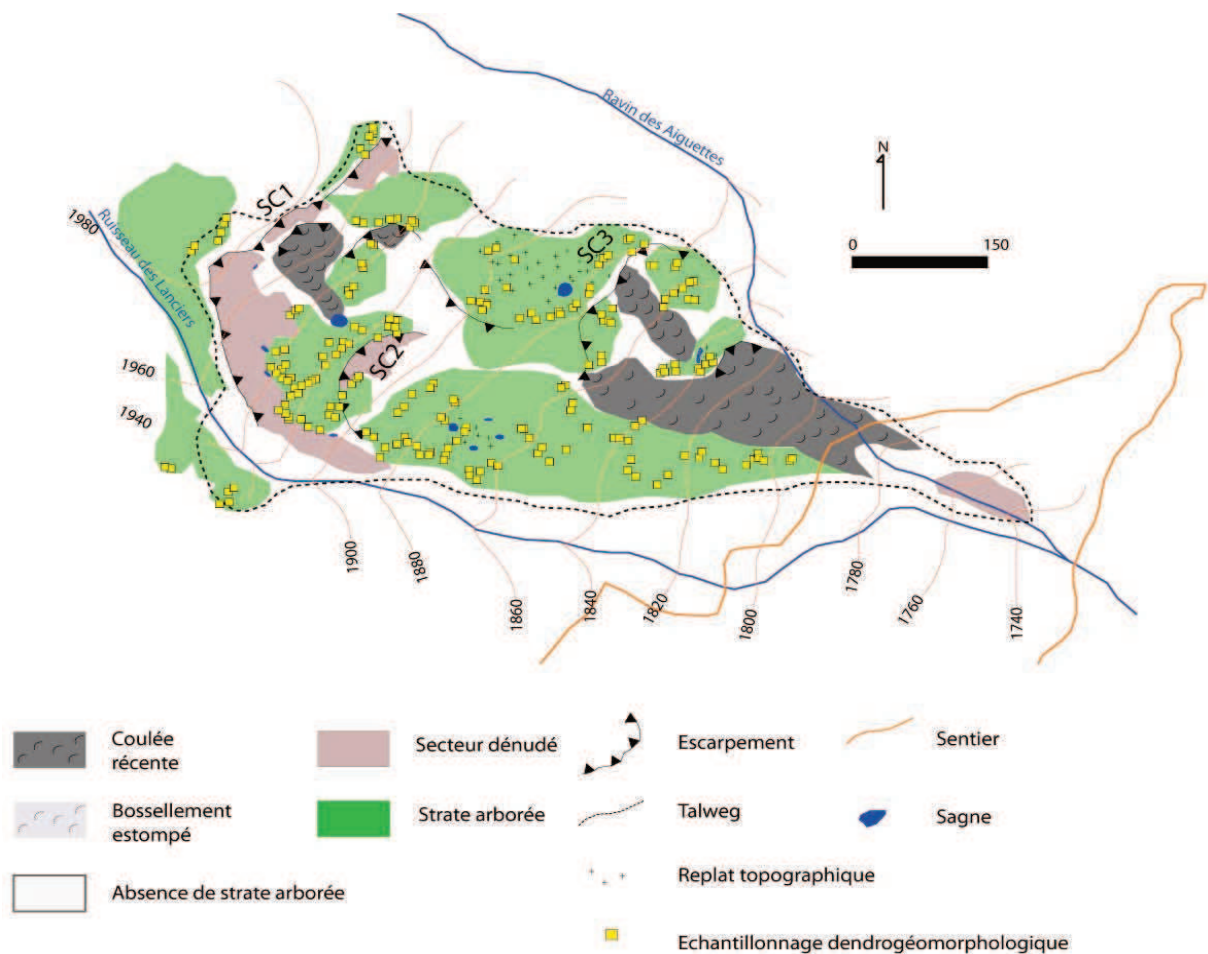 Ravin des Aiguettes
N
SC1
1980
Ruisseau des Lanciers
SC3
0
150
1960
SC2
1940
1900
1880
1860
1840
1820
1800
1780
1760
1740
Coulée
récente
Secteur dénudé
Escarpement
Sentier
Bossellement
estompé
Strate arborée
Talweg
Sagne
Absence de strate arborée
Replat topographique
Echantillonnage dendrogéomorphologique